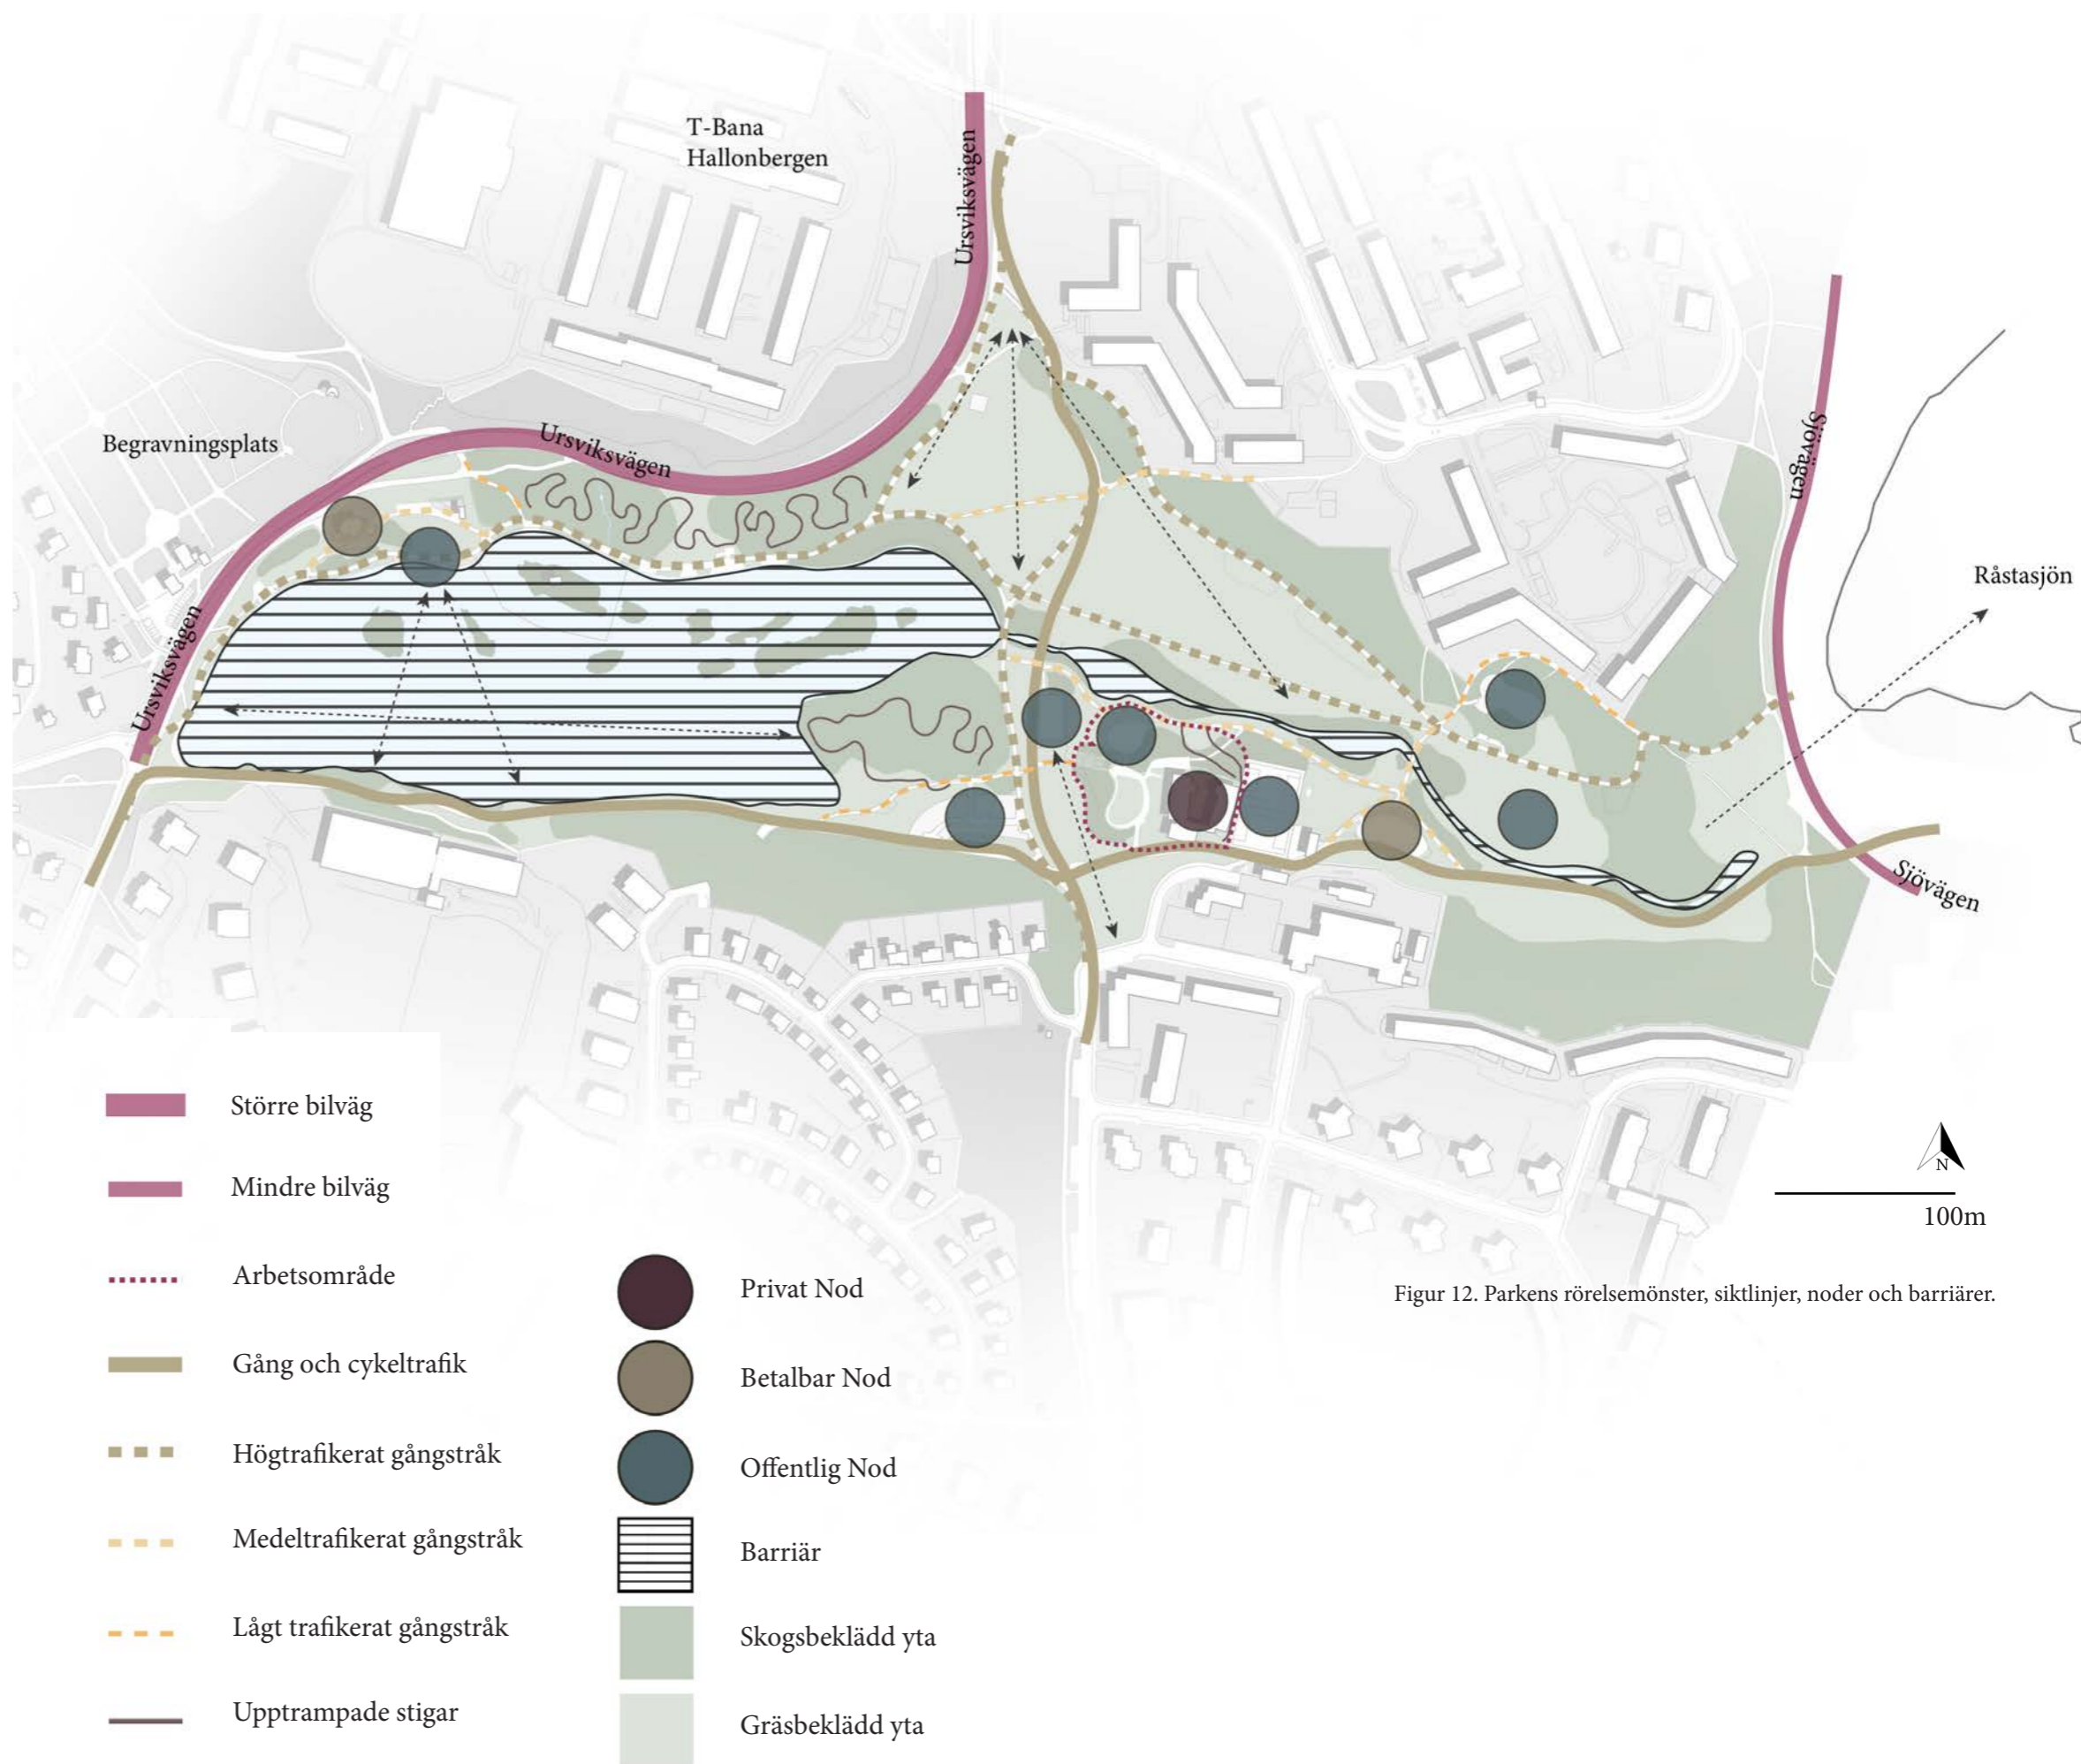 T-Bana
Hallonbergen
Ursviksvägen
Begravningsplats
Ursviksvägen
Sjövägen
Råstasjön
Ursviksvägen
Sjövägen
N
100m
Figur 12. Parkens rörelsemönster, siktlinjer, noder och barriärer.
Större bilväg
Mindre bilväg
Arbetsområde
Gång och cykeltrafik
Högtrafikerat gångstråk
Medeltrafikerat gångstråk
Lågt trafikerat gångstråk
Upptrampade stigar
Privat Nod
Betalbar Nod
Offentlig Nod
Barriär
Skogsbeklädd yta
Gräsbeklädd yta